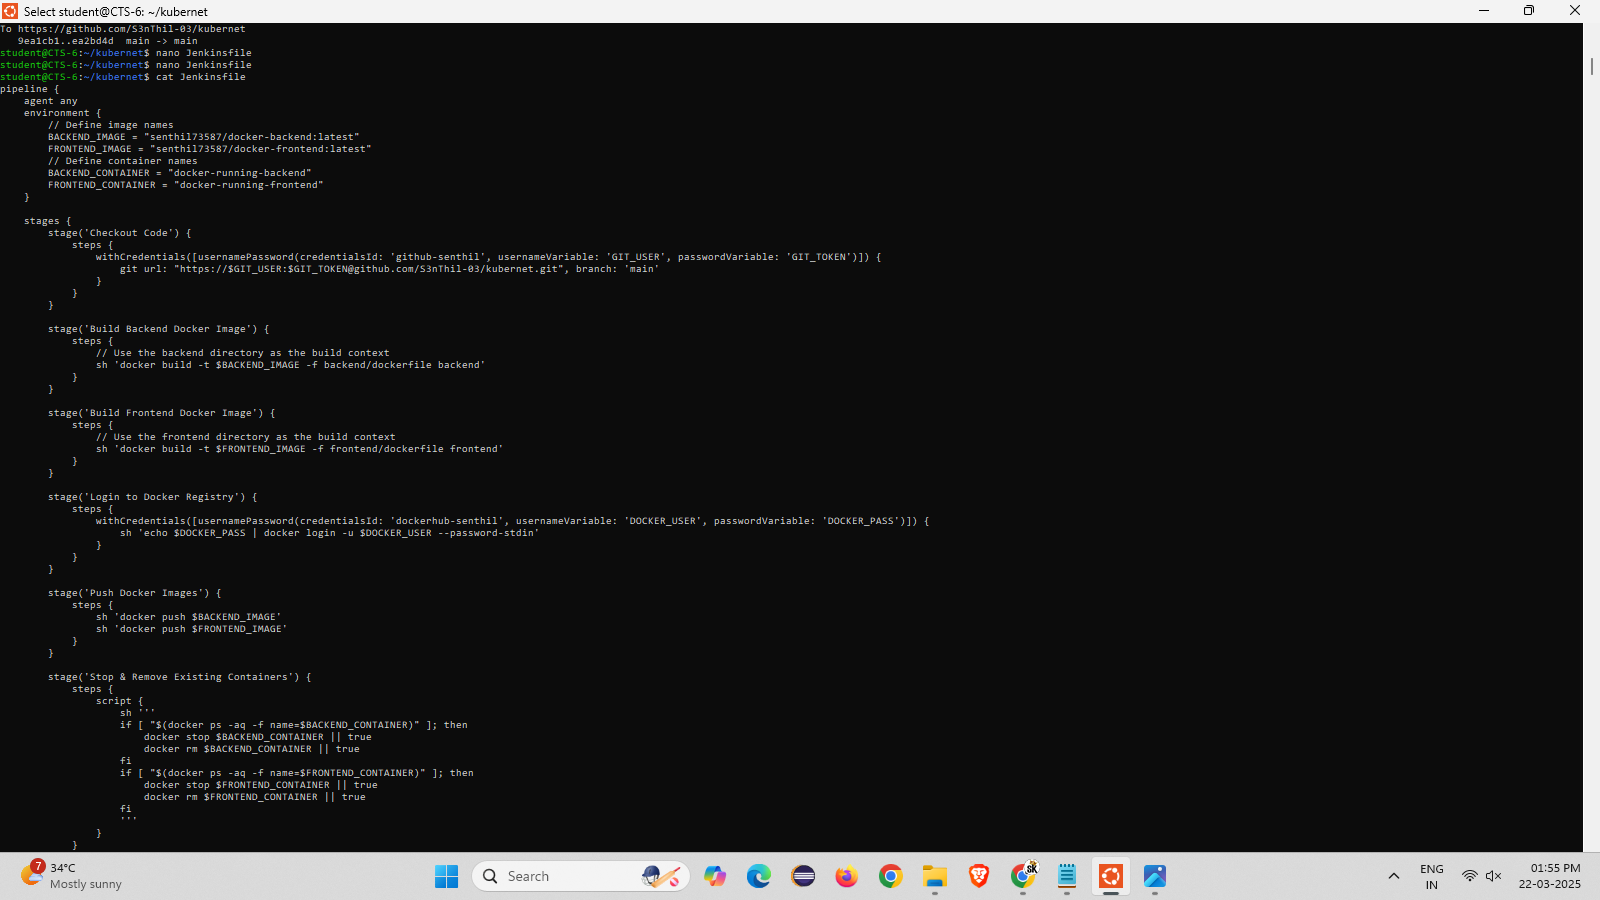 Select student@CTS-6: ~/kubernet
To https://github.com/S3nThil-03/kubernet
   9ea1cb1..ea2bd4d  main -> main
student@CTS-6:~/kubernet$ nano Jenkinsfile
student@CTS-6:~/kubernet$ nano Jenkinsfile
student@CTS-6:~/kubernet$ cat Jenkinsfile
pipeline {
    agent any
    environment {
        // Define image names
        BACKEND_IMAGE = "senthil73587/docker-backend:latest"
        FRONTEND_IMAGE = "senthil73587/docker-frontend:latest"
        // Define container names
        BACKEND_CONTAINER = "docker-running-backend"
        FRONTEND_CONTAINER = "docker-running-frontend"
    }
    stages {
        stage('Checkout Code') {
            steps {
                withCredentials([usernamePassword(credentialsId: 'github-senthil', usernameVariable: 'GIT_USER', passwordVariable: 'GIT_TOKEN')]) {
                    git url: "https://$GIT_USER:$GIT_TOKEN@github.com/S3nThil-03/kubernet.git", branch: 'main'
                }
            }
        }
        stage('Build Backend Docker Image') {
            steps {
                // Use the backend directory as the build context
                sh 'docker build -t $BACKEND_IMAGE -f backend/dockerfile backend'
            }
        }
        stage('Build Frontend Docker Image') {
            steps {
                // Use the frontend directory as the build context
                sh 'docker build -t $FRONTEND_IMAGE -f frontend/dockerfile frontend'
            }
        }
        stage('Login to Docker Registry') {
            steps {
                withCredentials([usernamePassword(credentialsId: 'dockerhub-senthil', usernameVariable: 'DOCKER_USER', passwordVariable: 'DOCKER_PASS')]) {
                    sh 'echo $DOCKER_PASS | docker login -u $DOCKER_USER --password-stdin'
                }
            }
        }
        stage('Push Docker Images') {
            steps {
                sh 'docker push $BACKEND_IMAGE'
                sh 'docker push $FRONTEND_IMAGE'
            }
        }
        stage('Stop & Remove Existing Containers') {
            steps {
                script {
                    sh '''
                    if [ "$(docker ps -aq -f name=$BACKEND_CONTAINER)" ]; then
                        docker stop $BACKEND_CONTAINER || true
                        docker rm $BACKEND_CONTAINER || true
                    fi
                    if [ "$(docker ps -aq -f name=$FRONTEND_CONTAINER)" ]; then
                        docker stop $FRONTEND_CONTAINER || true
                        docker rm $FRONTEND_CONTAINER || true
                    fi
                    '''
                }
            }
7
34°C
Mostly sunny
Search
SK
ENG
IN
01:55 PM
22-03-2025